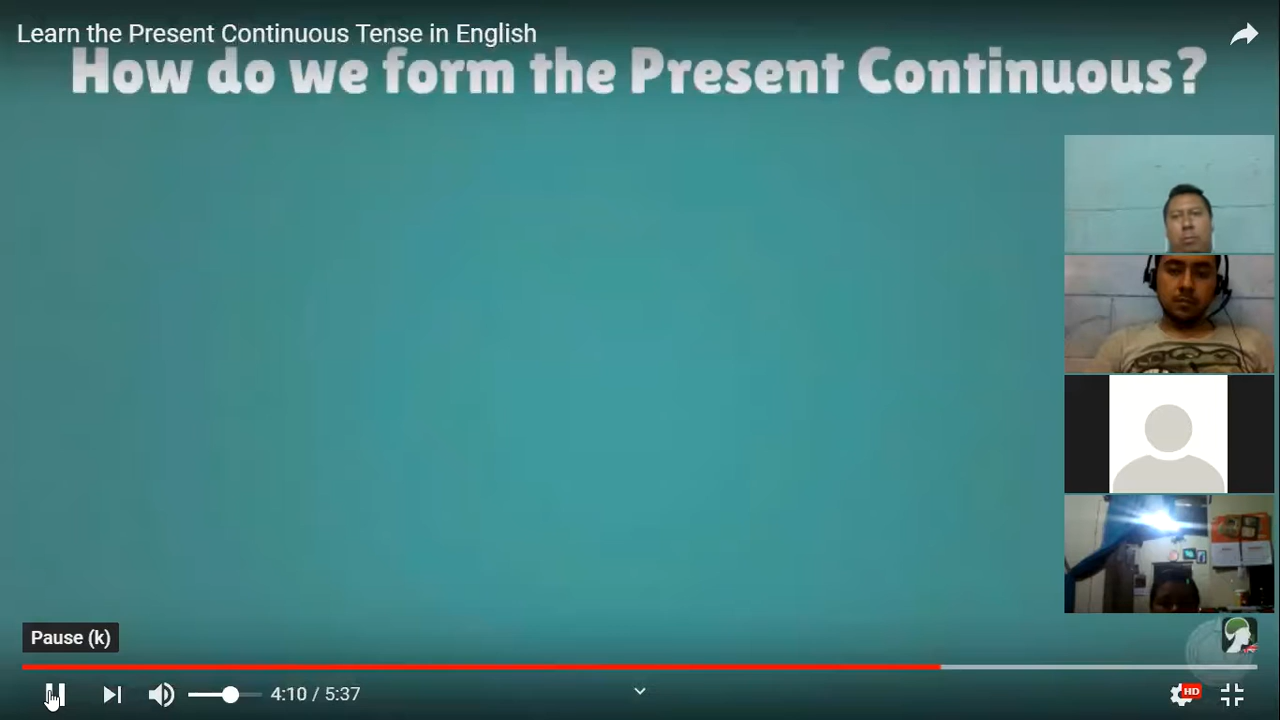 Learn the Present Continuous Tense in English
How do we form the Present Continuous?
Pause (k)
4:10 / 5:37
HD